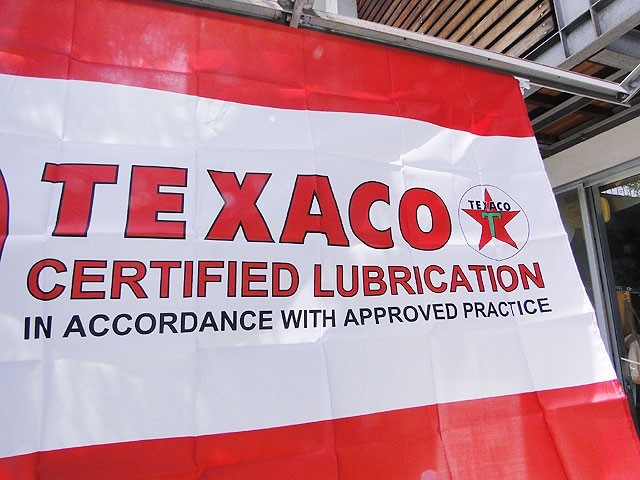 TEXACO
TEXACO
T
CERTIFIED LUBRICATION
IN ACCORDANCE WITH APPROVED PRACTICE